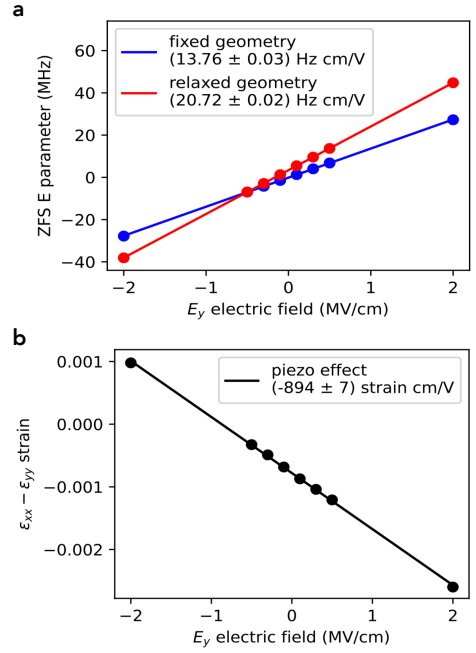 a
fixed geometry
(13.76 ± 0.03) Hz cm/V
relaxed geometry
(20.72 ± 0.02) Hz cm/V
ZFS E parameter (MHz)
60
40
20
0
−20
−40
−2 −1 0 1 2
E_y electric field (MV/cm)
b
piezo effect
(-894 ± 7) strain cm/V
ε_xx − ε_yy strain
0.001
0.000
−0.001
−0.002
−2 −1 0 1 2
E_y electric field (MV/cm)